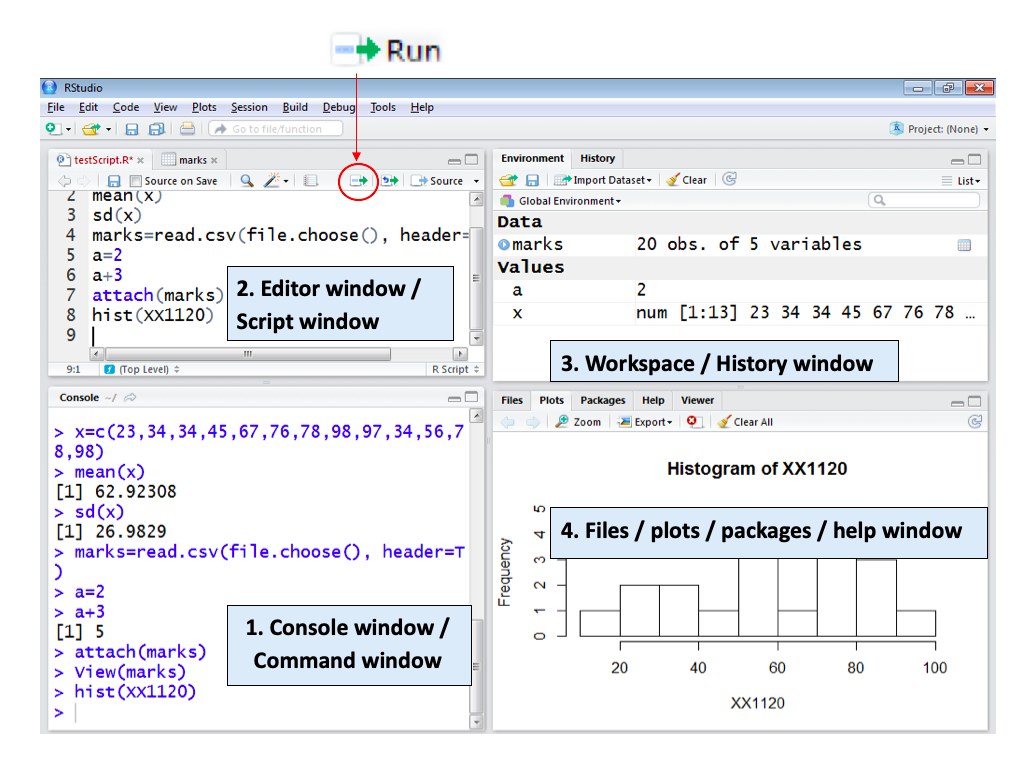 Run
RStudio
File Edit Code View Plots Session Build Debug Tools Help
Go to file/function
Project: (None)
testScript.R* marks
Source on Save Source
2 mean(x)
3 sd(x)
4 marks=read.csv(file.choose(), header=
5 a=2
6 a+3
7 attach(marks)
8 hist(XX1120)
9
2. Editor window /
Script window
9:1 (Top Level) R Script
Console ~/
> x=c(23,34,34,45,67,76,78,98,97,34,56,7
8,98)
> mean(x)
[1] 62.92308
> sd(x)
[1] 26.9829
> marks=read.csv(file.choose(), header=T
)
> a=2
> a+3
[1] 5
> attach(marks)
> View(marks)
> hist(XX1120)
>
1. Console window /
Command window
Environment History
Import Dataset Clear List
Global Environment
Data
marks 20 obs. of 5 variables
Values
a 2
x num [1:13] 23 34 34 45 67 76 78 …
3. Workspace / History window
Files Plots Packages Help Viewer
Zoom Export Clear All
Histogram of XX1120
4. Files / plots / packages / help window
Frequency
5
4
3
2
1
0
20 40 60 80 100
XX1120